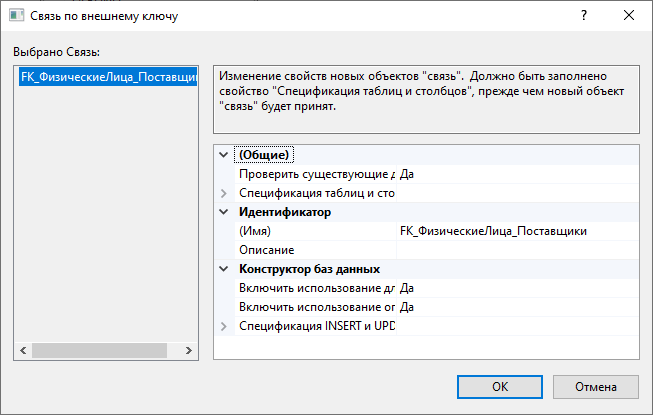 Связь по внешнему ключу
Выбрано Связь:
FK_ФизическиеЛица_Поставщики
Изменение свойств новых объектов "связь". Должно быть заполнено
свойство "Спецификация таблиц и столбцов", прежде чем новый объект
"связь" будет принят.
(Общие)
Проверить существующие д Да
Спецификация таблиц и сто
Идентификатор
(Имя) FK_ФизическиеЛица_Поставщики
Описание
Конструктор баз данных
Включить использование дл Да
Включить использование ог Да
Спецификация INSERT и UPD
OK
Отмена